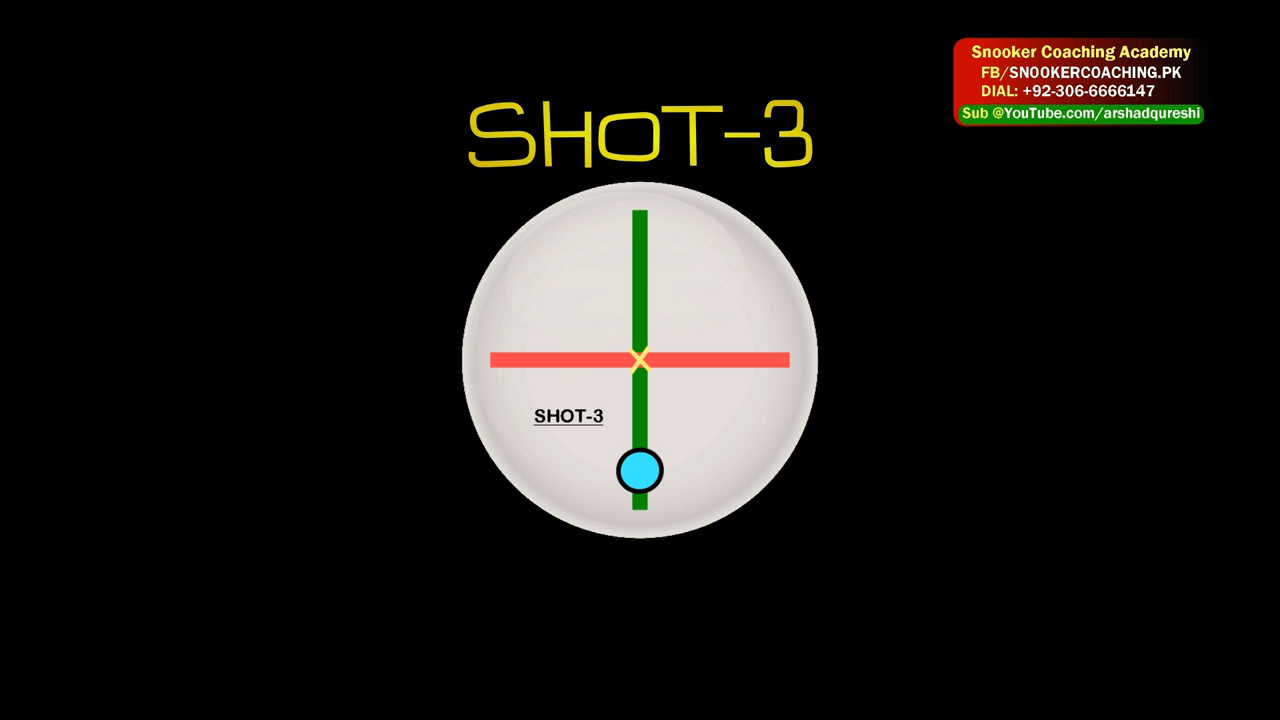 Snooker Coaching Academy
FB/SNOOKERCOACHING.PK
DIAL: +92-306-6666147
Sub @YouTube.com/arshadqureshi
SHOT-3
X
SHOT-3